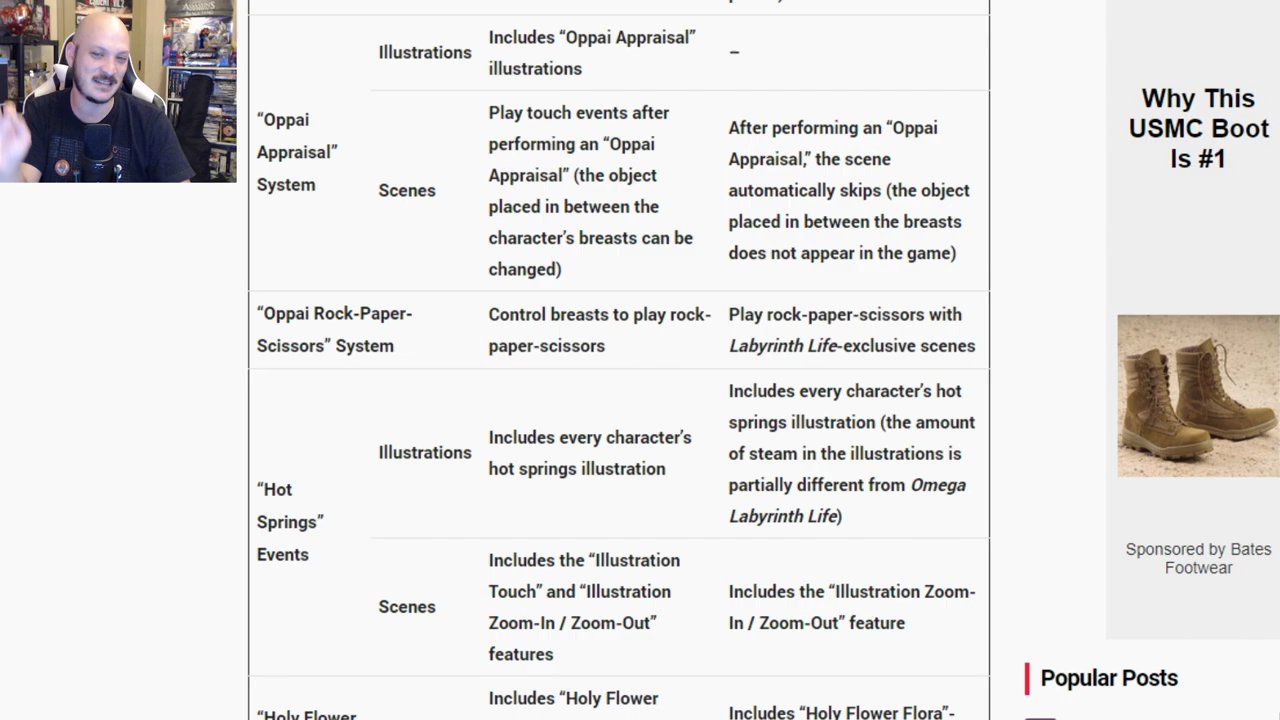 Illustrations
Includes “Oppai Appraisal”
illustrations
–
“Oppai
Appraisal”
System
Scenes
Play touch events after
performing an “Oppai
Appraisal” (the object
placed in between the
character’s breasts can be
changed)
After performing an “Oppai
Appraisal,” the scene
automatically skips (the object
placed in between the breasts
does not appear in the game)
“Oppai Rock-Paper-
Scissors” System
Control breasts to play rock-
paper-scissors
Play rock-paper-scissors with
Labyrinth Life-exclusive scenes
“Hot
Springs”
Events
Illustrations
Includes every character’s
hot springs illustration
Includes every character’s hot
springs illustration (the amount
of steam in the illustrations is
partially different from Omega
Labyrinth Life)
Scenes
Includes the “Illustration
Touch” and “Illustration
Zoom-In / Zoom-Out”
features
Includes the “Illustration Zoom-
In / Zoom-Out” feature
“Holy Flower
Includes “Holy Flower
Includes “Holy Flower Flora”-
Why This
USMC Boot
Is #1
Sponsored by Bates
Footwear
Popular Posts